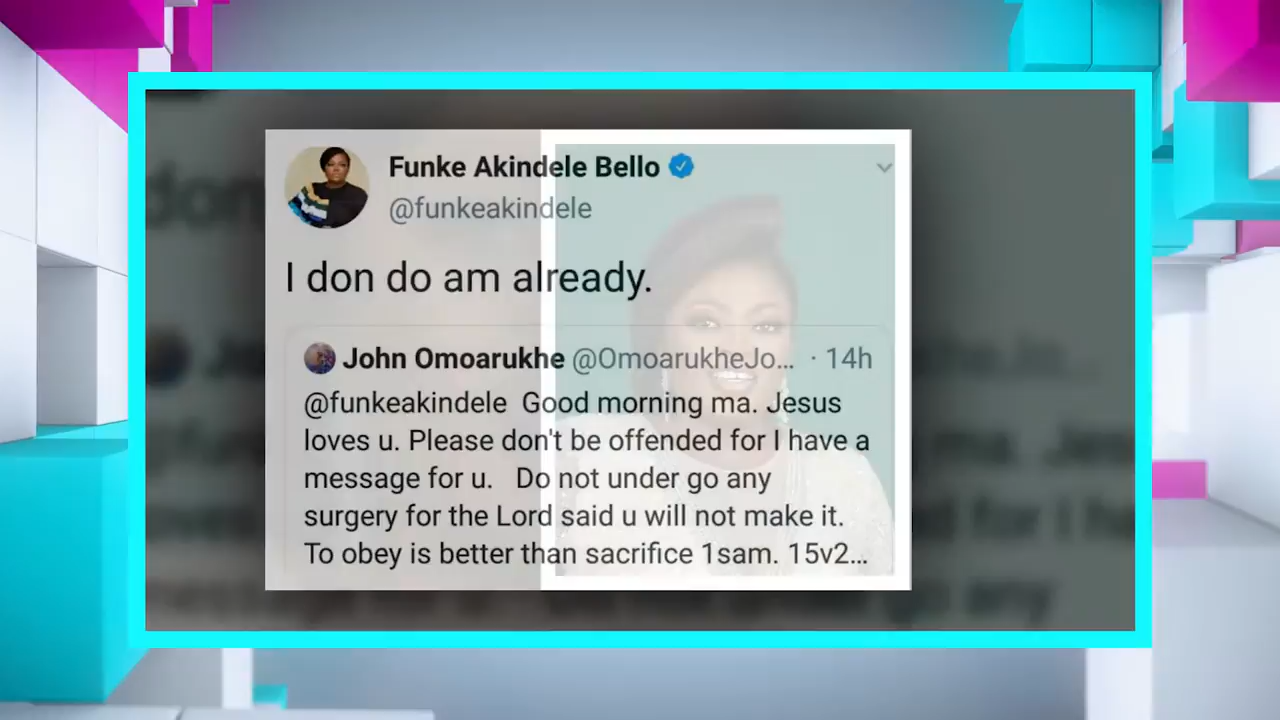 Funke Akindele Bello
@funkeakindele
I don do am already.
John Omoarukhe @OmoarukheJo... · 14h
@funkeakindele Good morning ma. Jesus
loves u. Please don't be offended for I have a
message for u. Do not under go any
surgery for the Lord said u will not make it.
To obey is better than sacrifice 1sam. 15v2...